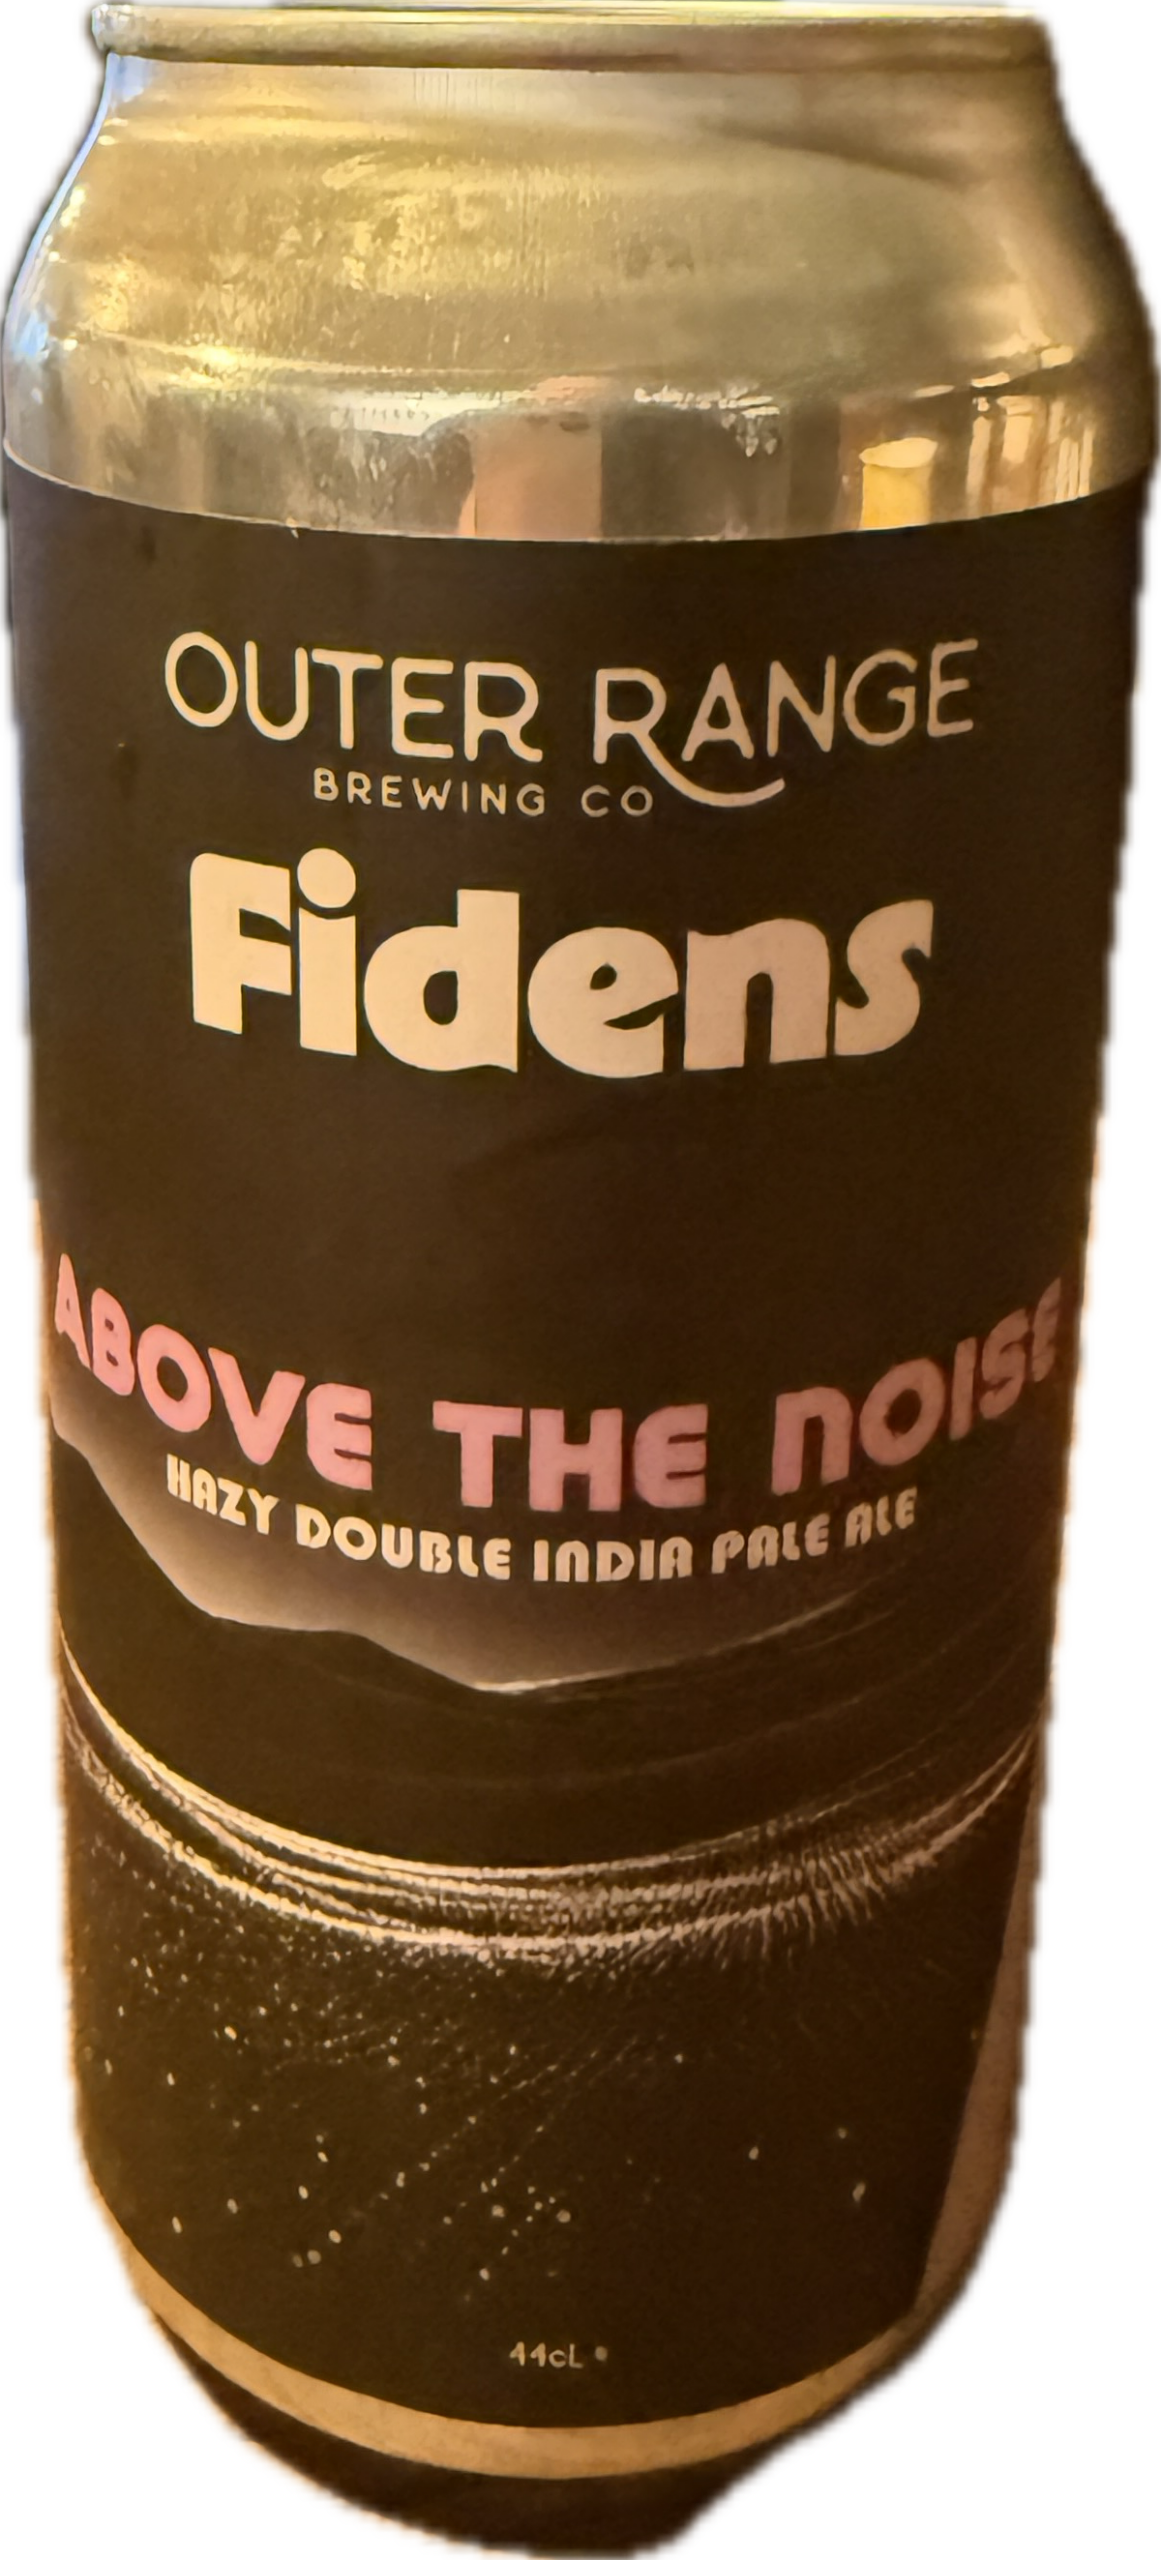 OUTER RANGE
BREWING CO
Fidens
ABOVE THE NOISE
HAZY DOUBLE INDIA PALE ALE
44cL •